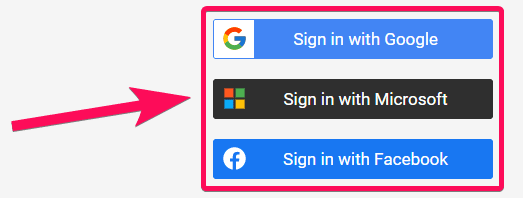 Sign in with Google
Sign in with Microsoft
Sign in with Facebook